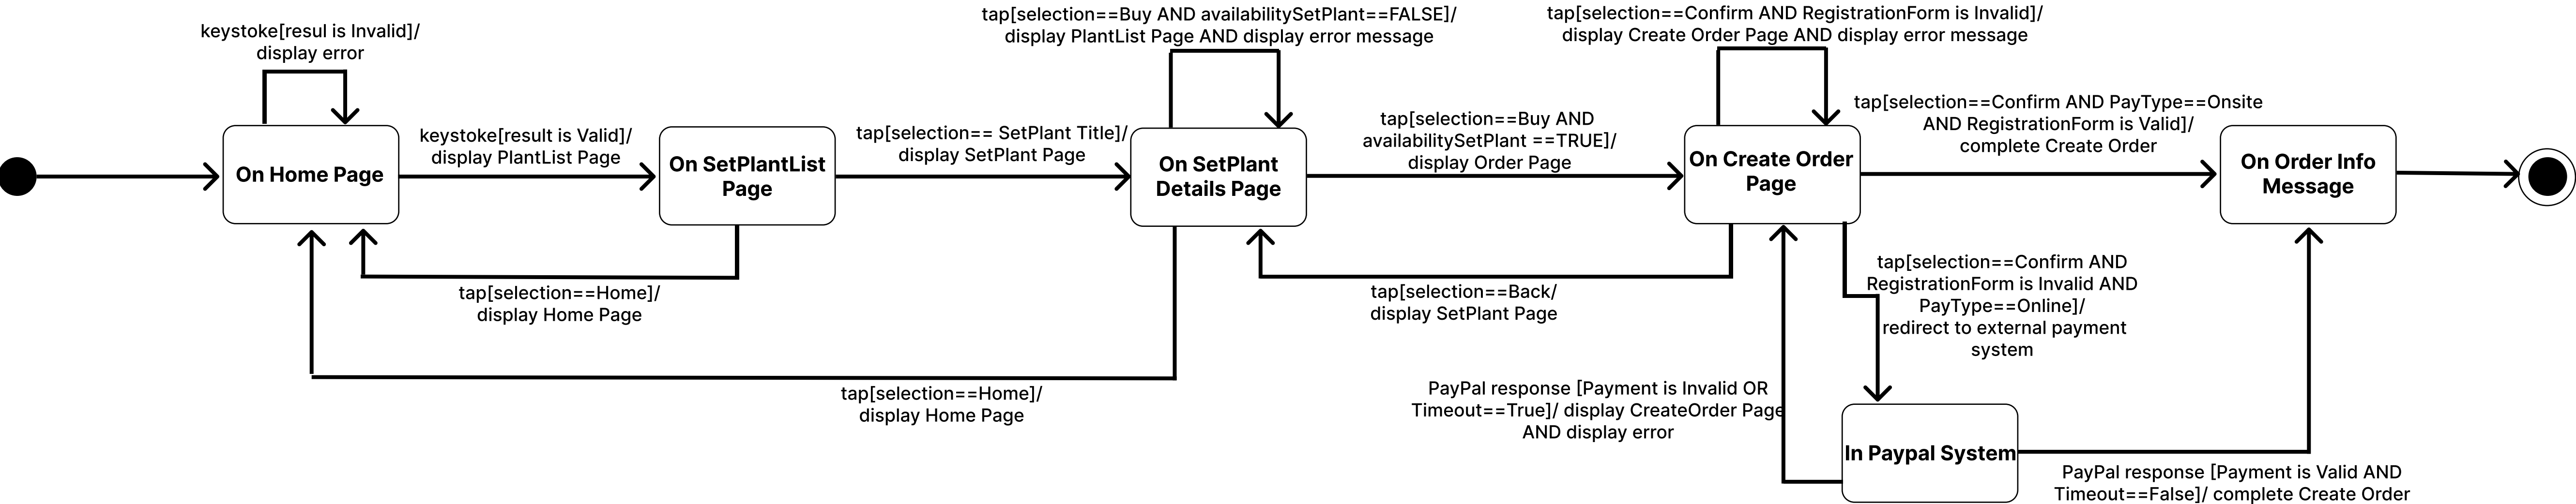 keystoke[resul is Invalid]/
display error
On Home Page
keystoke[result is Valid]/
display PlantList Page
On SetPlantList
Page
tap[selection== SetPlant Title]/
display SetPlant Page
tap[selection==Buy AND availabilitySetPlant==FALSE]/
display PlantList Page AND display error message
On SetPlant
Details Page
tap[selection==Buy AND
availabilitySetPlant ==TRUE]/
display Order Page
tap[selection==Confirm AND RegistrationForm is Invalid]/
display Create Order Page AND display error message
On Create Order
Page
tap[selection==Confirm AND PayType==Onsite
AND RegistrationForm is Valid]/
complete Create Order
On Order Info
Message
tap[selection==Home]/
display Home Page
tap[selection==Home]/
display Home Page
tap[selection==Back/
display SetPlant Page
tap[selection==Confirm AND
RegistrationForm is Invalid AND
PayType==Online]/
redirect to external payment
system
PayPal response [Payment is Invalid OR
Timeout==True]/ display CreateOrder Page
AND display error
In Paypal System
PayPal response [Payment is Valid AND
Timeout==False]/ complete Create Order